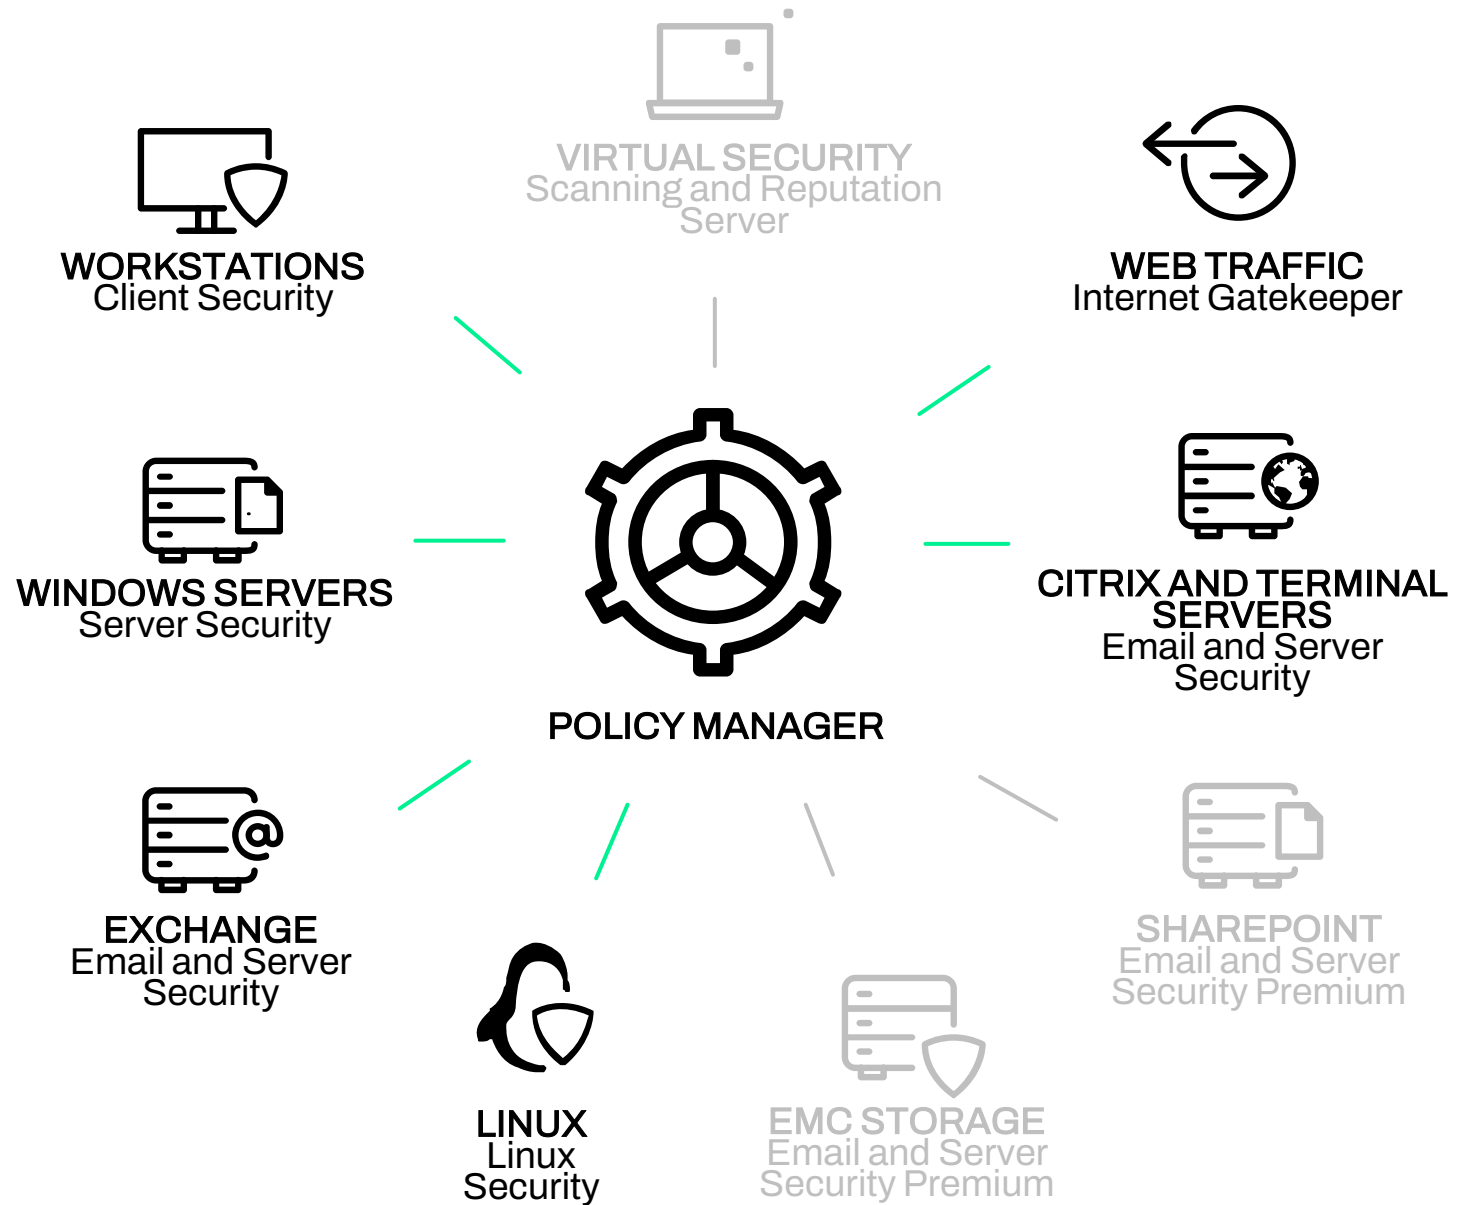 VIRTUAL SECURITY
Scanning and Reputation
Server
WORKSTATIONS
Client Security
WEB TRAFFIC
Internet Gatekeeper
WINDOWS SERVERS
Server Security
CITRIX AND TERMINAL
SERVERS
Email and Server
Security
POLICY MANAGER
EXCHANGE
Email and Server
Security
SHAREPOINT
Email and Server
Security Premium
LINUX
Linux
Security
EMC STORAGE
Email and Server
Security Premium